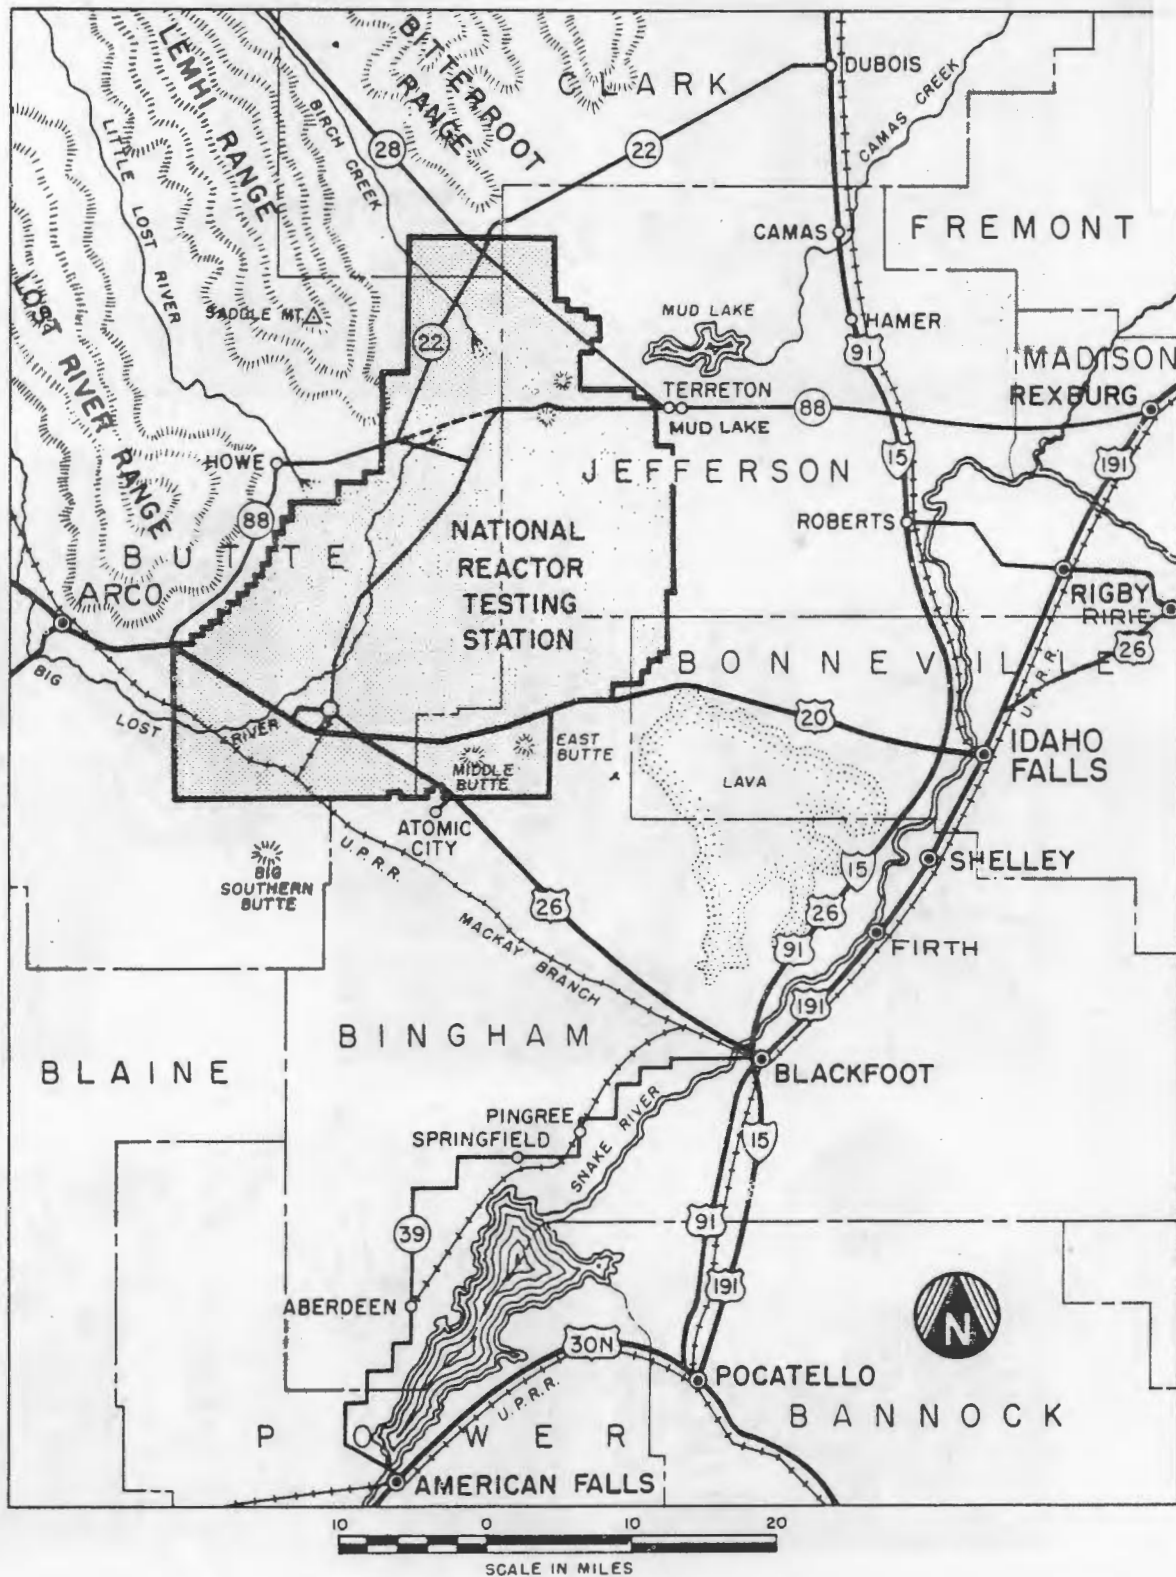 LEMHI RANGE
BITTERROOT
RANGE
CLARK
DUBOIS
CAMAS CREEK
28
22
BIRCH CREEK
LITTLE LOST RIVER
LOST RIVER RANGE
SADDLE MT.
CAMAS
FREMONT
MUD LAKE
HAMER
22
91
MADISON
TERRETON
MUD LAKE
88
REXBURG
HOWE
JEFFERSON
15
191
88
ROBERTS
NATIONAL
REACTOR
TESTING
STATION
BUTTE
ARCO
RIGBY
RIRIE
26
BONNEVILLE
U.P.R.R.
BIG LOST RIVER
20
EAST
BUTTE
MIDDLE
BUTTE
LAVA
IDAHO
FALLS
ATOMIC
CITY
U.P.R.R.
BIG
SOUTHERN
BUTTE
15
SHELLEY
26
26
91
FIRTH
MACKAY BRANCH
191
BINGHAM
BLAINE
BLACKFOOT
PINGREE
SPRINGFIELD
SNAKE RIVER
15
39
91
191
ABERDEEN
N
30N
U.P.R.R.
POCATELLO
BANNOCK
POWER
AMERICAN FALLS
10 0 10 20
SCALE IN MILES